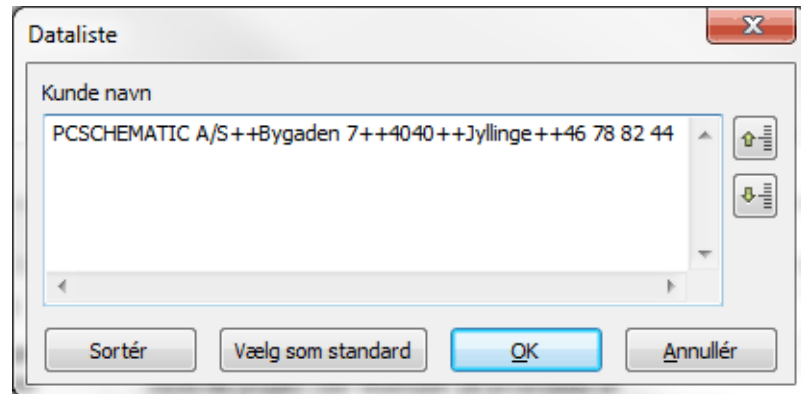 Dataliste
Kunde navn
PCSCHEMATIC A/S++Bygaden 7++4040++Jyllinge++46 78 82 44
Sortér
Vælg som standard
OK
Annullér